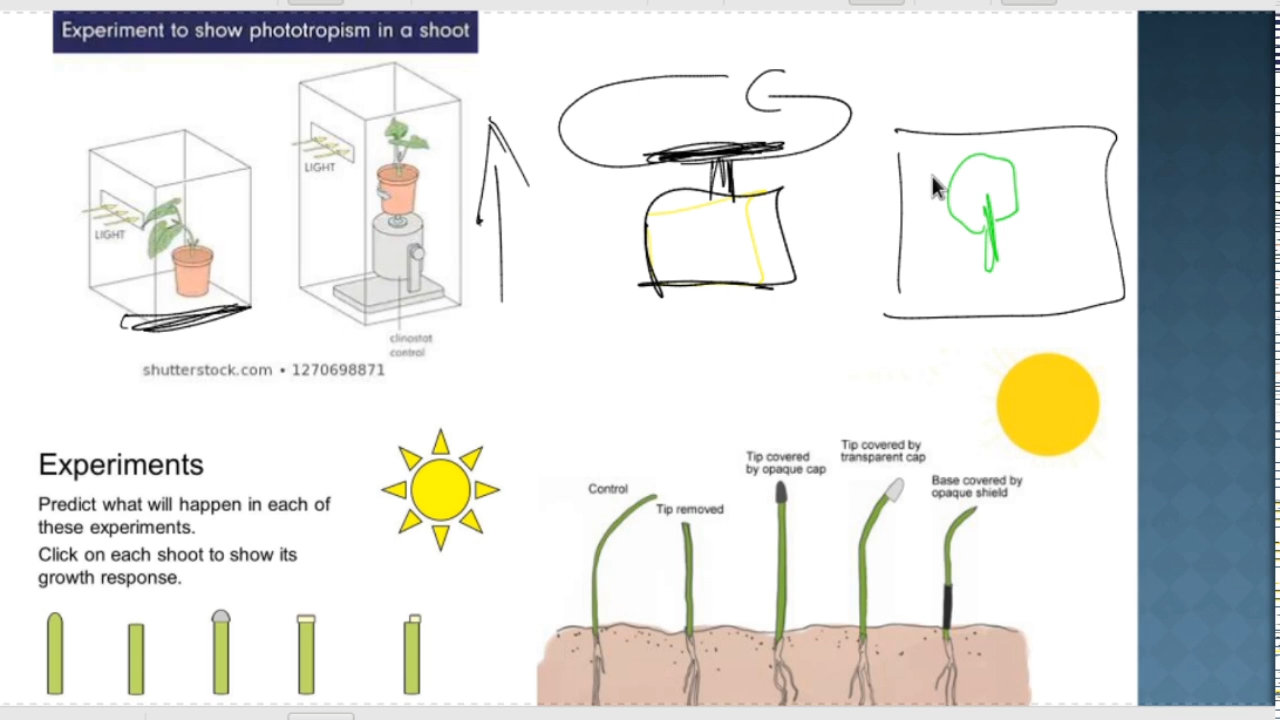 Experiment to show phototropism in a shoot
LIGHT
LIGHT
clinostat
control
shutterstock.com • 1270698871
Experiments
Predict what will happen in each of
these experiments.
Click on each shoot to show its
growth response.
Control
Tip removed
Tip covered
by opaque cap
Tip covered by
transparent cap
Base covered by
opaque shield